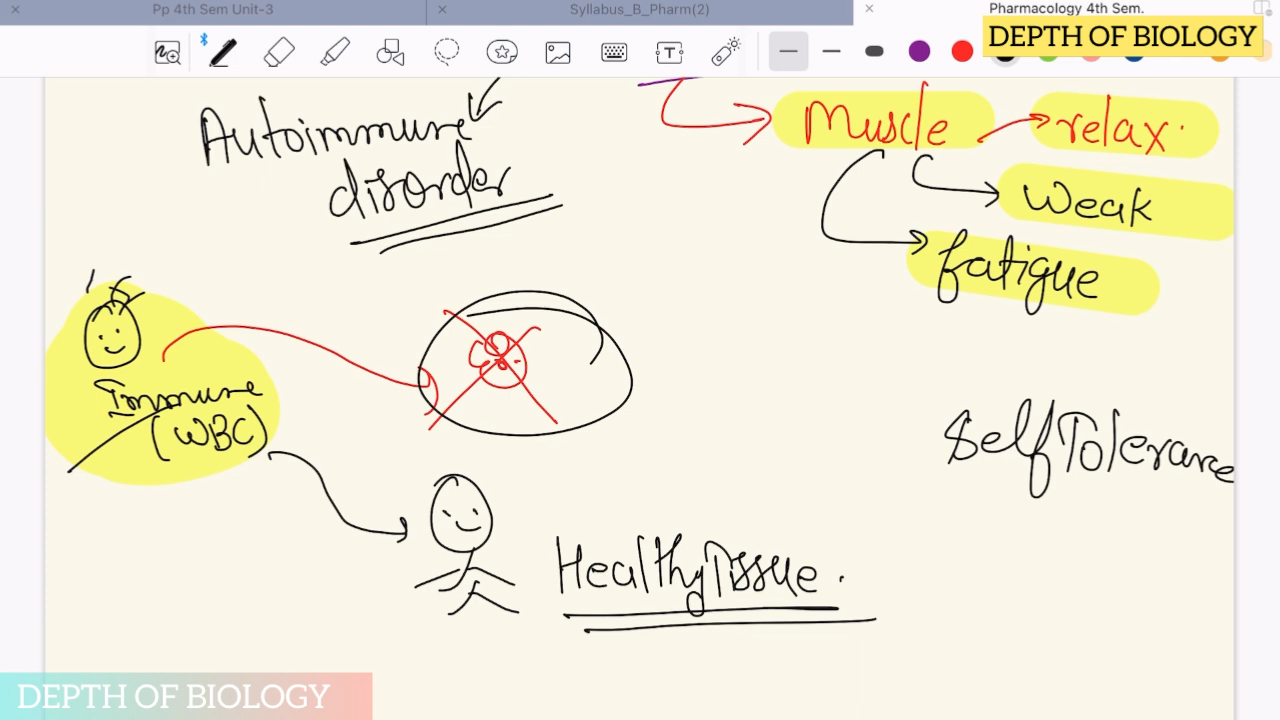 Pp 4th Sem Unit-3
Syllabus_B_Pharm(2)
Pharmacology 4th Sem.
DEPTH OF BIOLOGY
Autoimmune
disorder
Muscle
relax.
Weak
fatigue
Immune
(WBC)
Self Tolerance
Healthy Tissue.
DEPTH OF BIOLOGY